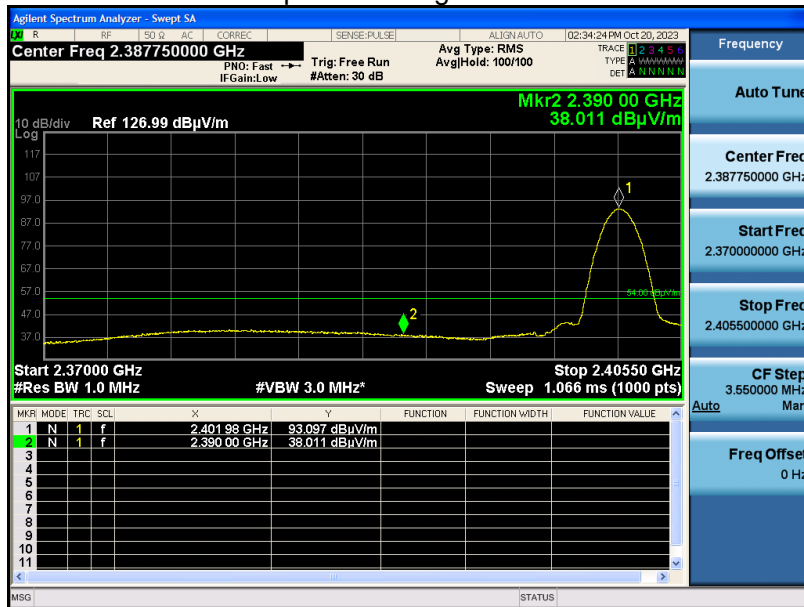 Agilent Spectrum Analyzer - Swept SA
LXI R RF 50 Ω AC CORREC SENSE:PULSE ALIGN AUTO 02:34:24 PM Oct 20, 2023
Center Freq 2.387750000 GHz Avg Type: RMS TRACE 1 2 3 4 5 6
PNO: Fast Trig: Free Run Avg|Hold: 100/100 TYPE A WWWWW
IFGain:Low #Atten: 30 dB DET A N N N N N
Mkr2 2.390 00 GHz
10 dB/div Ref 126.99 dBµV/m 38.011 dBµV/m
Log
117
107
97.0
1
87.0
77.0
67.0
57.0
54.00 dBµV/m
47.0
2
37.0
Start 2.37000 GHz Stop 2.40550 GHz
#Res BW 1.0 MHz #VBW 3.0 MHz* Sweep 1.066 ms (1000 pts)
MKR MODE TRC SCL X Y FUNCTION FUNCTION WIDTH FUNCTION VALUE
1 N 1 f 2.401 98 GHz 93.097 dBµV/m
2 N 1 f 2.390 00 GHz 38.011 dBµV/m
3
4
5
6
7
8
9
10
11
MSG STATUS
Frequency
Auto Tune
Center Freq
2.387750000 GHz
Start Freq
2.370000000 GHz
Stop Freq
2.405500000 GHz
CF Step
3.550000 MHz
Auto Man
Freq Offset
0 Hz